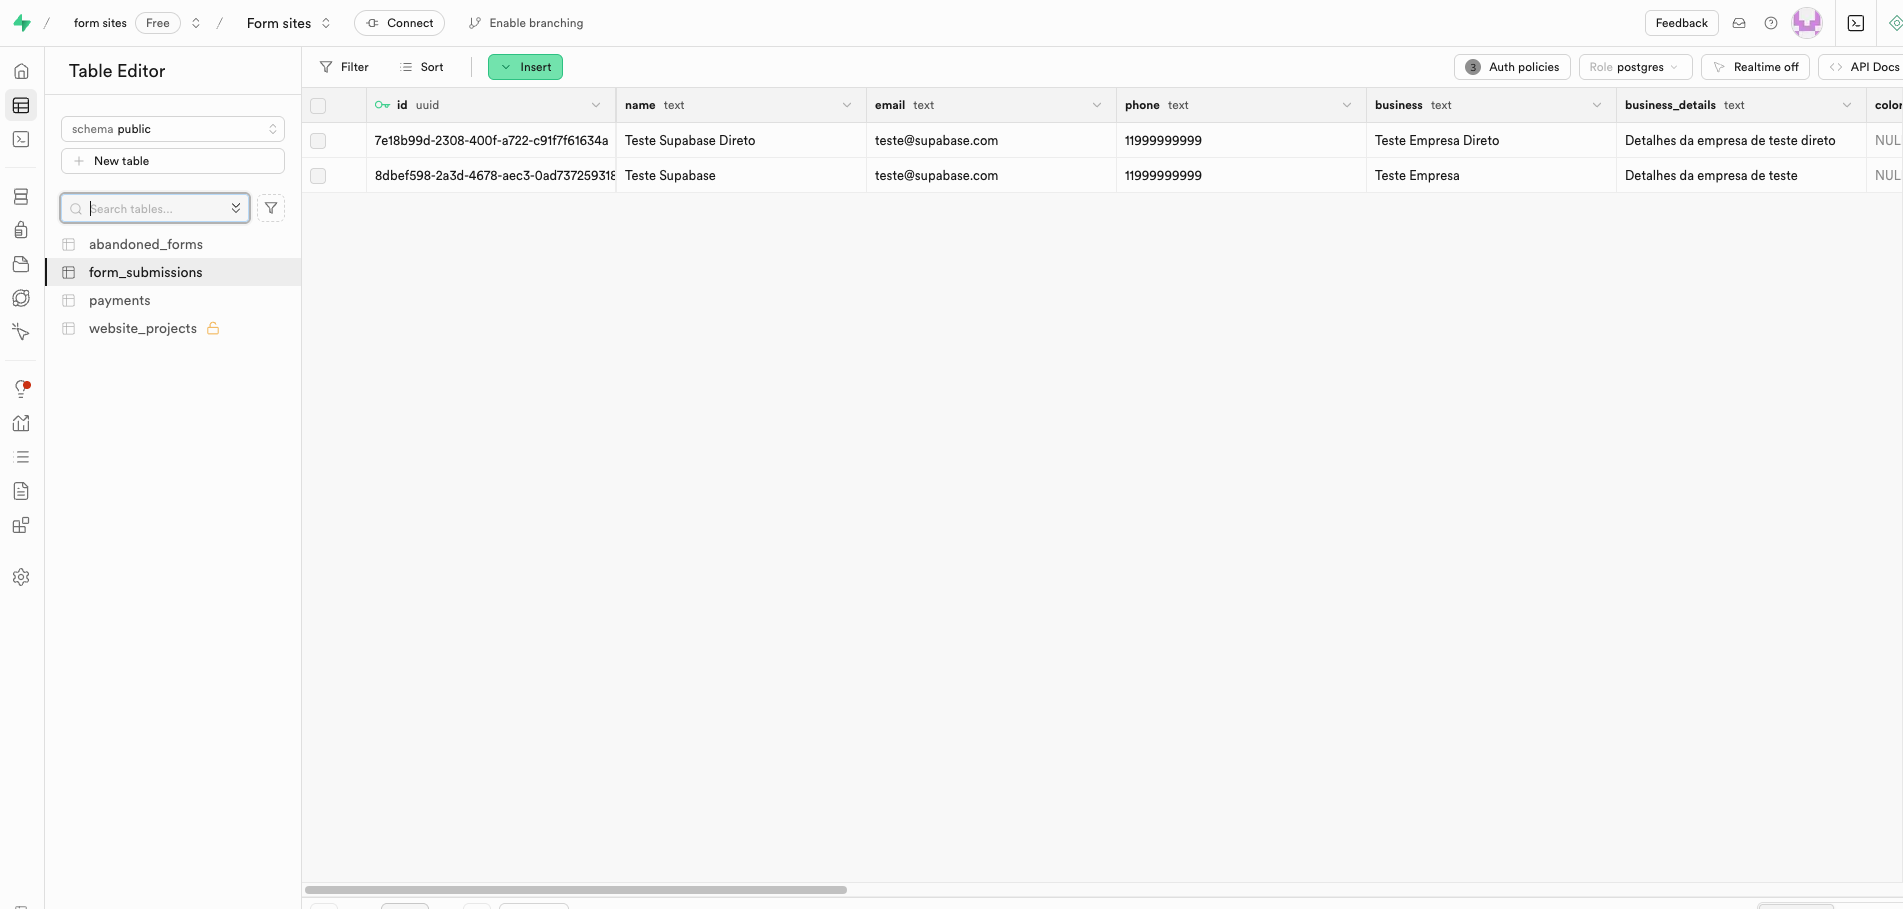 form sites Free Form sites Connect Enable branching Feedback
Table Editor
Filter Sort Insert 3 Auth policies Role postgres Realtime off API Docs
schema public
New table
Search tables...
abandoned_forms
form_submissions
payments
website_projects
id uuid name text email text phone text business text business_details text color
7e18b99d-2308-400f-a722-c91f7f61634a Teste Supabase Direto teste@supabase.com 11999999999 Teste Empresa Direto Detalhes da empresa de teste direto NUL
8dbef598-2a3d-4678-aec3-0ad737259318 Teste Supabase teste@supabase.com 11999999999 Teste Empresa Detalhes da empresa de teste NUL